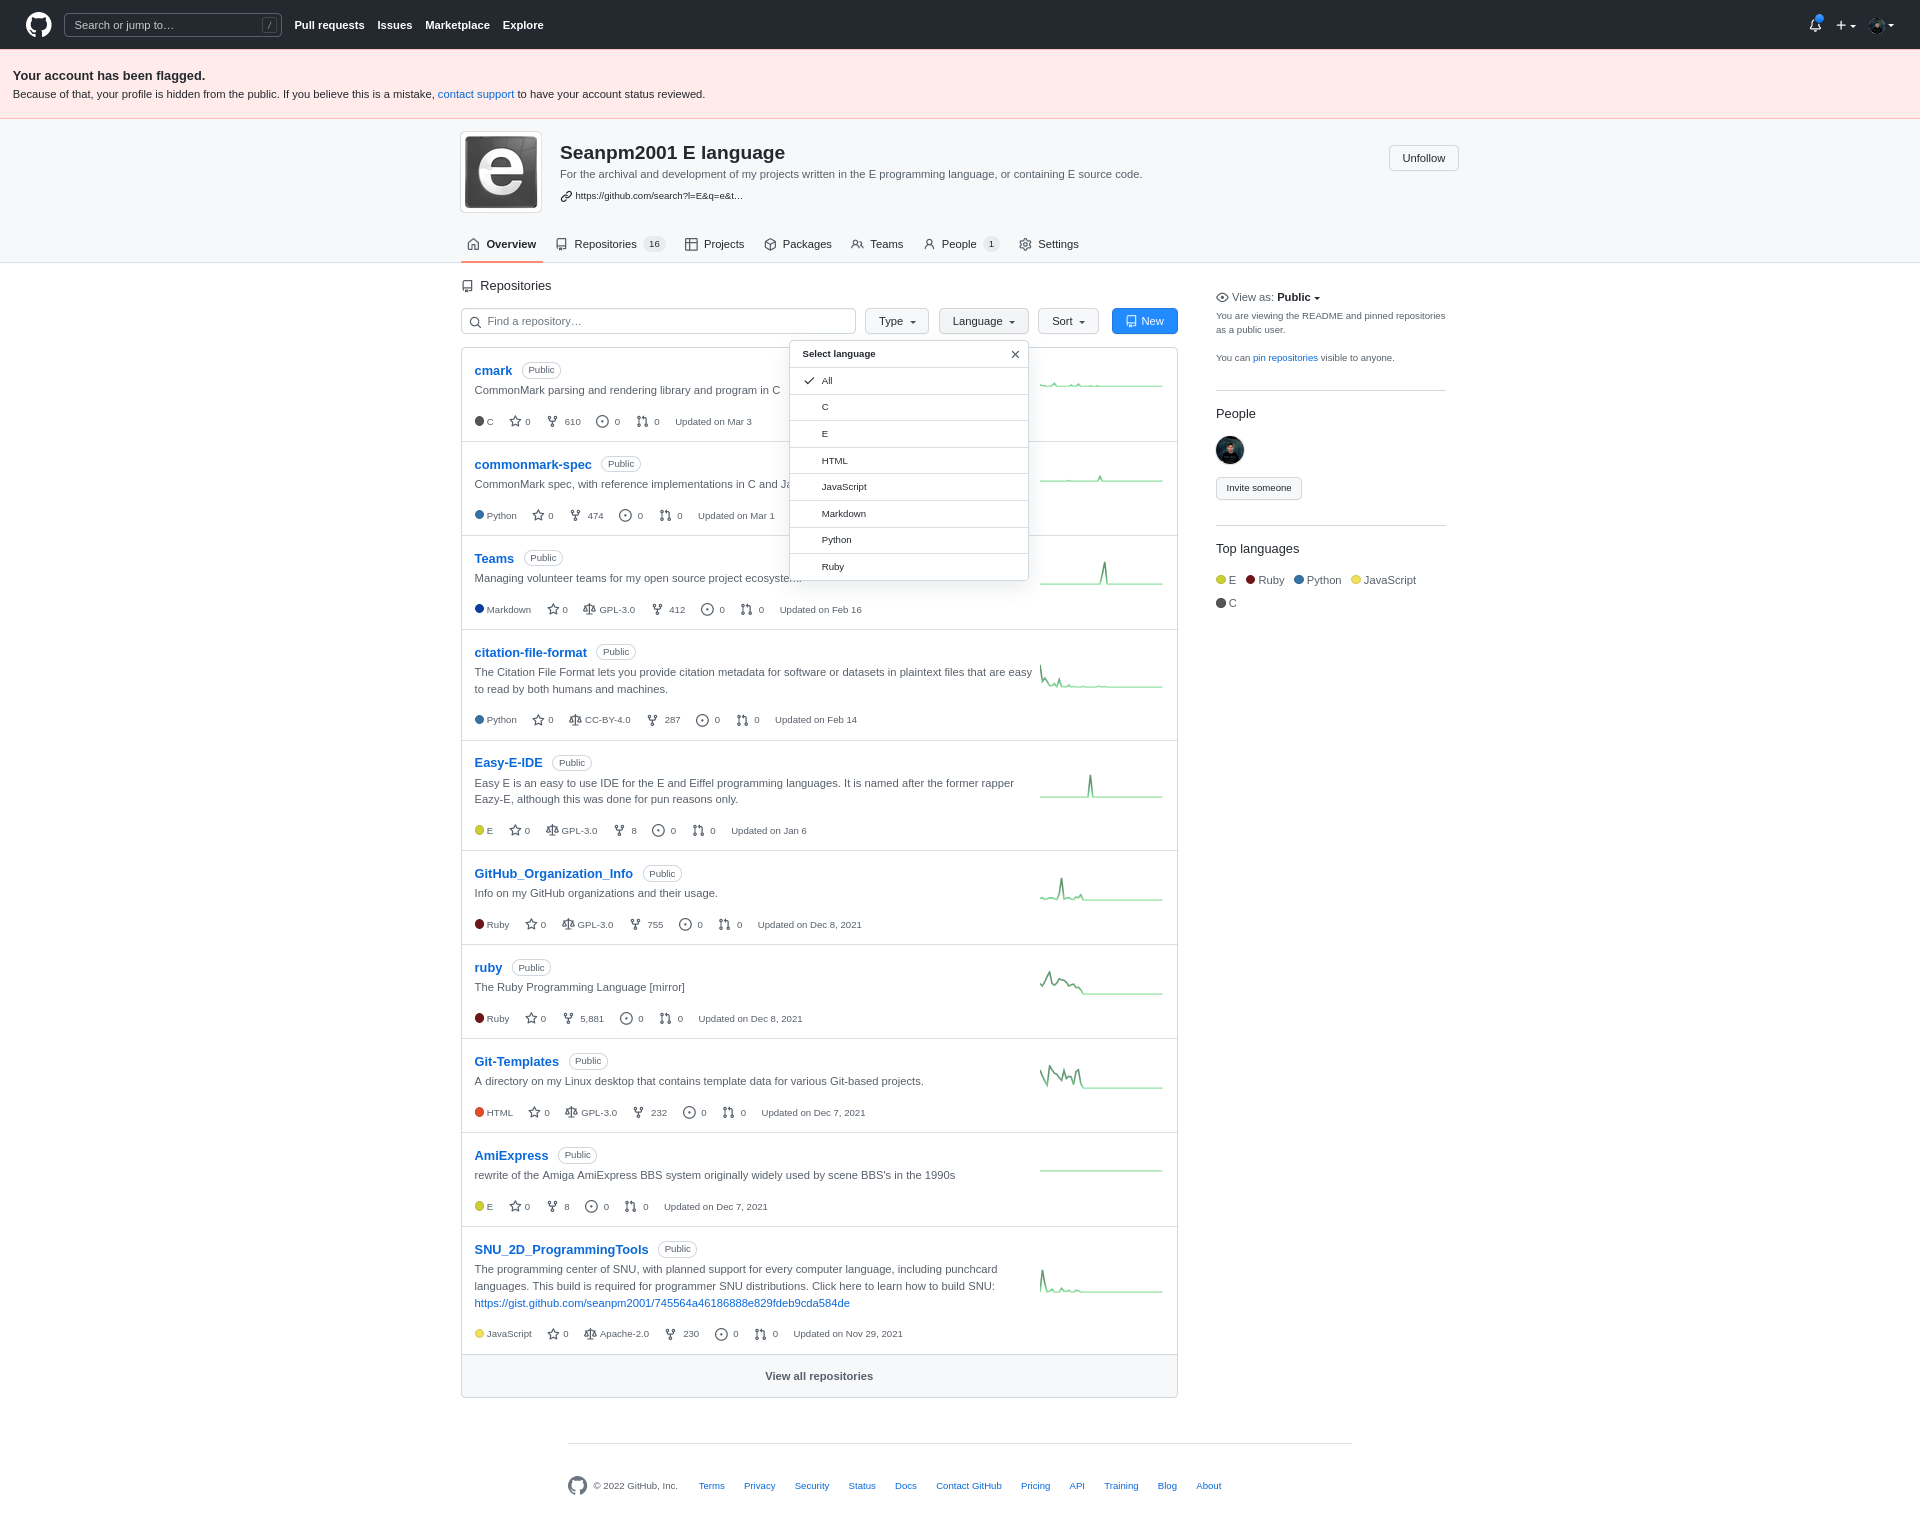 Search or jump to…
/
Pull requests Issues Marketplace Explore
Your account has been flagged.
Because of that, your profile is hidden from the public. If you believe this is a mistake, contact support to have your account status reviewed.
e
Seanpm2001 E language
Unfollow
For the archival and development of my projects written in the E programming language, or containing E source code.
https://github.com/search?l=E&q=e&t…
Overview Repositories 16 Projects Packages Teams People 1 Settings
Repositories
Find a repository…
Type Language Sort New
Select language
All
C
E
HTML
JavaScript
Markdown
Python
Ruby
cmark Public
CommonMark parsing and rendering library and program in C
C 0 610 0 0 Updated on Mar 3
commonmark-spec Public
CommonMark spec, with reference implementations in C and Ja
Python 0 474 0 0 Updated on Mar 1
Teams Public
Managing volunteer teams for my open source project ecosystem.
Markdown 0 GPL-3.0 412 0 0 Updated on Feb 16
citation-file-format Public
The Citation File Format lets you provide citation metadata for software or datasets in plaintext files that are easy
to read by both humans and machines.
Python 0 CC-BY-4.0 287 0 0 Updated on Feb 14
Easy-E-IDE Public
Easy E is an easy to use IDE for the E and Eiffel programming languages. It is named after the former rapper
Eazy-E, although this was done for pun reasons only.
E 0 GPL-3.0 8 0 0 Updated on Jan 6
GitHub_Organization_Info Public
Info on my GitHub organizations and their usage.
Ruby 0 GPL-3.0 755 0 0 Updated on Dec 8, 2021
ruby Public
The Ruby Programming Language [mirror]
Ruby 0 5,881 0 0 Updated on Dec 8, 2021
Git-Templates Public
A directory on my Linux desktop that contains template data for various Git-based projects.
HTML 0 GPL-3.0 232 0 0 Updated on Dec 7, 2021
AmiExpress Public
rewrite of the Amiga AmiExpress BBS system originally widely used by scene BBS's in the 1990s
E 0 8 0 0 Updated on Dec 7, 2021
SNU_2D_ProgrammingTools Public
The programming center of SNU, with planned support for every computer language, including punchcard
languages. This build is required for programmer SNU distributions. Click here to learn how to build SNU:
https://gist.github.com/seanpm2001/745564a46186888e829fdeb9cda584de
JavaScript 0 Apache-2.0 230 0 0 Updated on Nov 29, 2021
View all repositories
View as: Public
You are viewing the README and pinned repositories
as a public user.
You can pin repositories visible to anyone.
People
Invite someone
Top languages
E Ruby Python JavaScript
C
© 2022 GitHub, Inc. Terms Privacy Security Status Docs Contact GitHub Pricing API Training Blog About